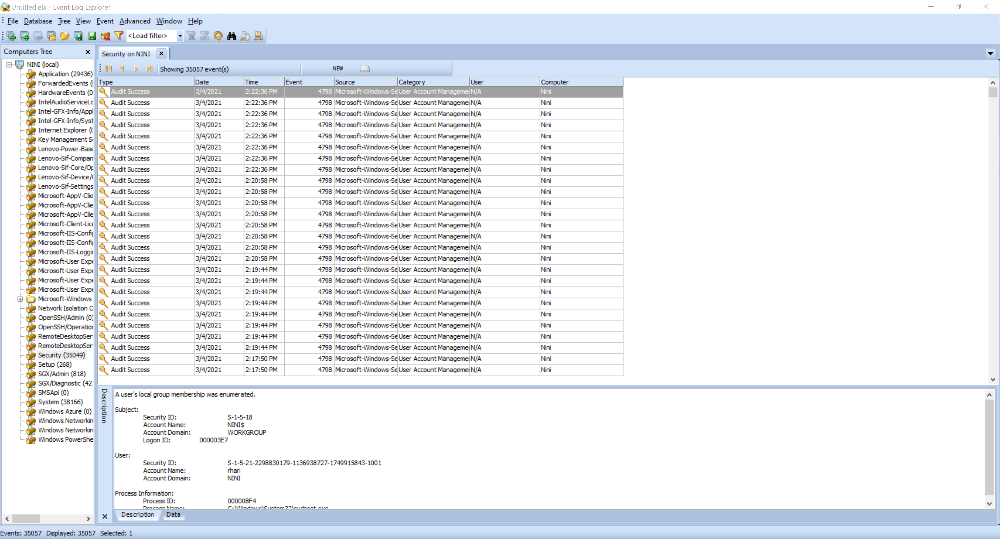 Untitled.elx - Event Log Explorer
File Database Tree View Event Advanced Window Help
<Load filter>
Computers Tree
NINI (local)
Application (29436)
ForwardedEvents (
HardwareEvents (0
IntelAudioServiceLo
Intel-GFX-Info/Appl
Intel-GFX-Info/Syst
Internet Explorer (0
Key Management Se
Lenovo-Power-Base
Lenovo-Sif-Compan
Lenovo-Sif-Core/Op
Lenovo-Sif-Device/
Lenovo-Sif-Settings
Microsoft-AppV-Clie
Microsoft-AppV-Clie
Microsoft-AppV-Clie
Microsoft-Client-Lice
Microsoft-IIS-Config
Microsoft-IIS-Config
Microsoft-IIS-Loggin
Microsoft-User Expe
Microsoft-User Expe
Microsoft-User Expe
Microsoft-User Expe
Microsoft-Windows
Network Isolation O
OpenSSH/Admin (0)
OpenSSH/Operation
RemoteDesktopServ
RemoteDesktopServ
Security (35049)
Setup (268)
SGX/Admin (818)
SGX/Diagnostic (42
SMSApi (0)
System (38166)
Windows Azure (0)
Windows Networkin
Windows Networkin
Windows PowerShe
Security on NINI
Showing 35057 event(s) NEW
Type Date Time Event Source Category User Computer
Audit Success 3/4/2021 2:22:36 PM 4798 Microsoft-Windows-Se User Account Managemen N/A Nini
Audit Success 3/4/2021 2:22:36 PM 4798 Microsoft-Windows-Se User Account Managemen N/A Nini
Audit Success 3/4/2021 2:22:36 PM 4798 Microsoft-Windows-Se User Account Managemen N/A Nini
Audit Success 3/4/2021 2:22:36 PM 4798 Microsoft-Windows-Se User Account Managemen N/A Nini
Audit Success 3/4/2021 2:22:36 PM 4798 Microsoft-Windows-Se User Account Managemen N/A Nini
Audit Success 3/4/2021 2:22:36 PM 4798 Microsoft-Windows-Se User Account Managemen N/A Nini
Audit Success 3/4/2021 2:22:36 PM 4798 Microsoft-Windows-Se User Account Managemen N/A Nini
Audit Success 3/4/2021 2:22:36 PM 4798 Microsoft-Windows-Se User Account Managemen N/A Nini
Audit Success 3/4/2021 2:20:58 PM 4798 Microsoft-Windows-Se User Account Managemen N/A Nini
Audit Success 3/4/2021 2:20:58 PM 4798 Microsoft-Windows-Se User Account Managemen N/A Nini
Audit Success 3/4/2021 2:20:58 PM 4798 Microsoft-Windows-Se User Account Managemen N/A Nini
Audit Success 3/4/2021 2:20:58 PM 4798 Microsoft-Windows-Se User Account Managemen N/A Nini
Audit Success 3/4/2021 2:20:58 PM 4798 Microsoft-Windows-Se User Account Managemen N/A Nini
Audit Success 3/4/2021 2:20:58 PM 4798 Microsoft-Windows-Se User Account Managemen N/A Nini
Audit Success 3/4/2021 2:20:58 PM 4798 Microsoft-Windows-Se User Account Managemen N/A Nini
Audit Success 3/4/2021 2:20:58 PM 4798 Microsoft-Windows-Se User Account Managemen N/A Nini
Audit Success 3/4/2021 2:19:44 PM 4798 Microsoft-Windows-Se User Account Managemen N/A Nini
Audit Success 3/4/2021 2:19:44 PM 4798 Microsoft-Windows-Se User Account Managemen N/A Nini
Audit Success 3/4/2021 2:19:44 PM 4798 Microsoft-Windows-Se User Account Managemen N/A Nini
Audit Success 3/4/2021 2:19:44 PM 4798 Microsoft-Windows-Se User Account Managemen N/A Nini
Audit Success 3/4/2021 2:19:44 PM 4798 Microsoft-Windows-Se User Account Managemen N/A Nini
Audit Success 3/4/2021 2:19:44 PM 4798 Microsoft-Windows-Se User Account Managemen N/A Nini
Audit Success 3/4/2021 2:19:44 PM 4798 Microsoft-Windows-Se User Account Managemen N/A Nini
Audit Success 3/4/2021 2:19:44 PM 4798 Microsoft-Windows-Se User Account Managemen N/A Nini
Audit Success 3/4/2021 2:17:50 PM 4798 Microsoft-Windows-Se User Account Managemen N/A Nini
Audit Success 3/4/2021 2:17:50 PM 4798 Microsoft-Windows-Se User Account Managemen N/A Nini
Description
A user's local group membership was enumerated.
Subject:
Security ID: S-1-5-18
Account Name: NINI$
Account Domain: WORKGROUP
Logon ID: 000003E7
User:
Security ID: S-1-5-21-2298830179-1136938727-1749915843-1001
Account Name: rhari
Account Domain: NINI
Process Information:
Process ID: 000008F4
Process Name: C:\Windows\System32\svchost.exe
Description Data
Events: 35057 Displayed: 35057 Selected: 1